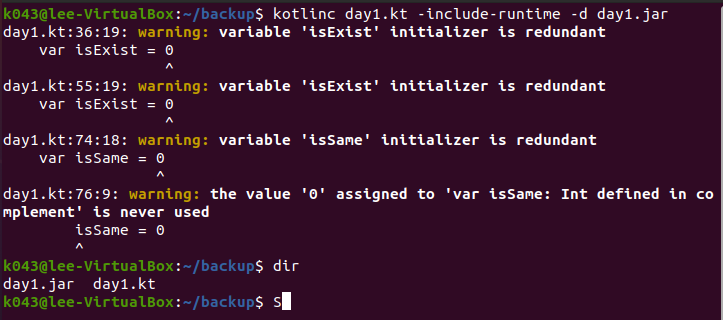 k043@lee-VirtualBox:~/backup$ kotlinc day1.kt -include-runtime -d day1.jar
day1.kt:36:19: warning: variable 'isExist' initializer is redundant
    var isExist = 0
                  ^
day1.kt:55:19: warning: variable 'isExist' initializer is redundant
    var isExist = 0
                  ^
day1.kt:74:18: warning: variable 'isSame' initializer is redundant
    var isSame = 0
                 ^
day1.kt:76:9: warning: the value '0' assigned to 'var isSame: Int defined in co
mplement' is never used
        isSame = 0
        ^
k043@lee-VirtualBox:~/backup$ dir
day1.jar  day1.kt
k043@lee-VirtualBox:~/backup$ S